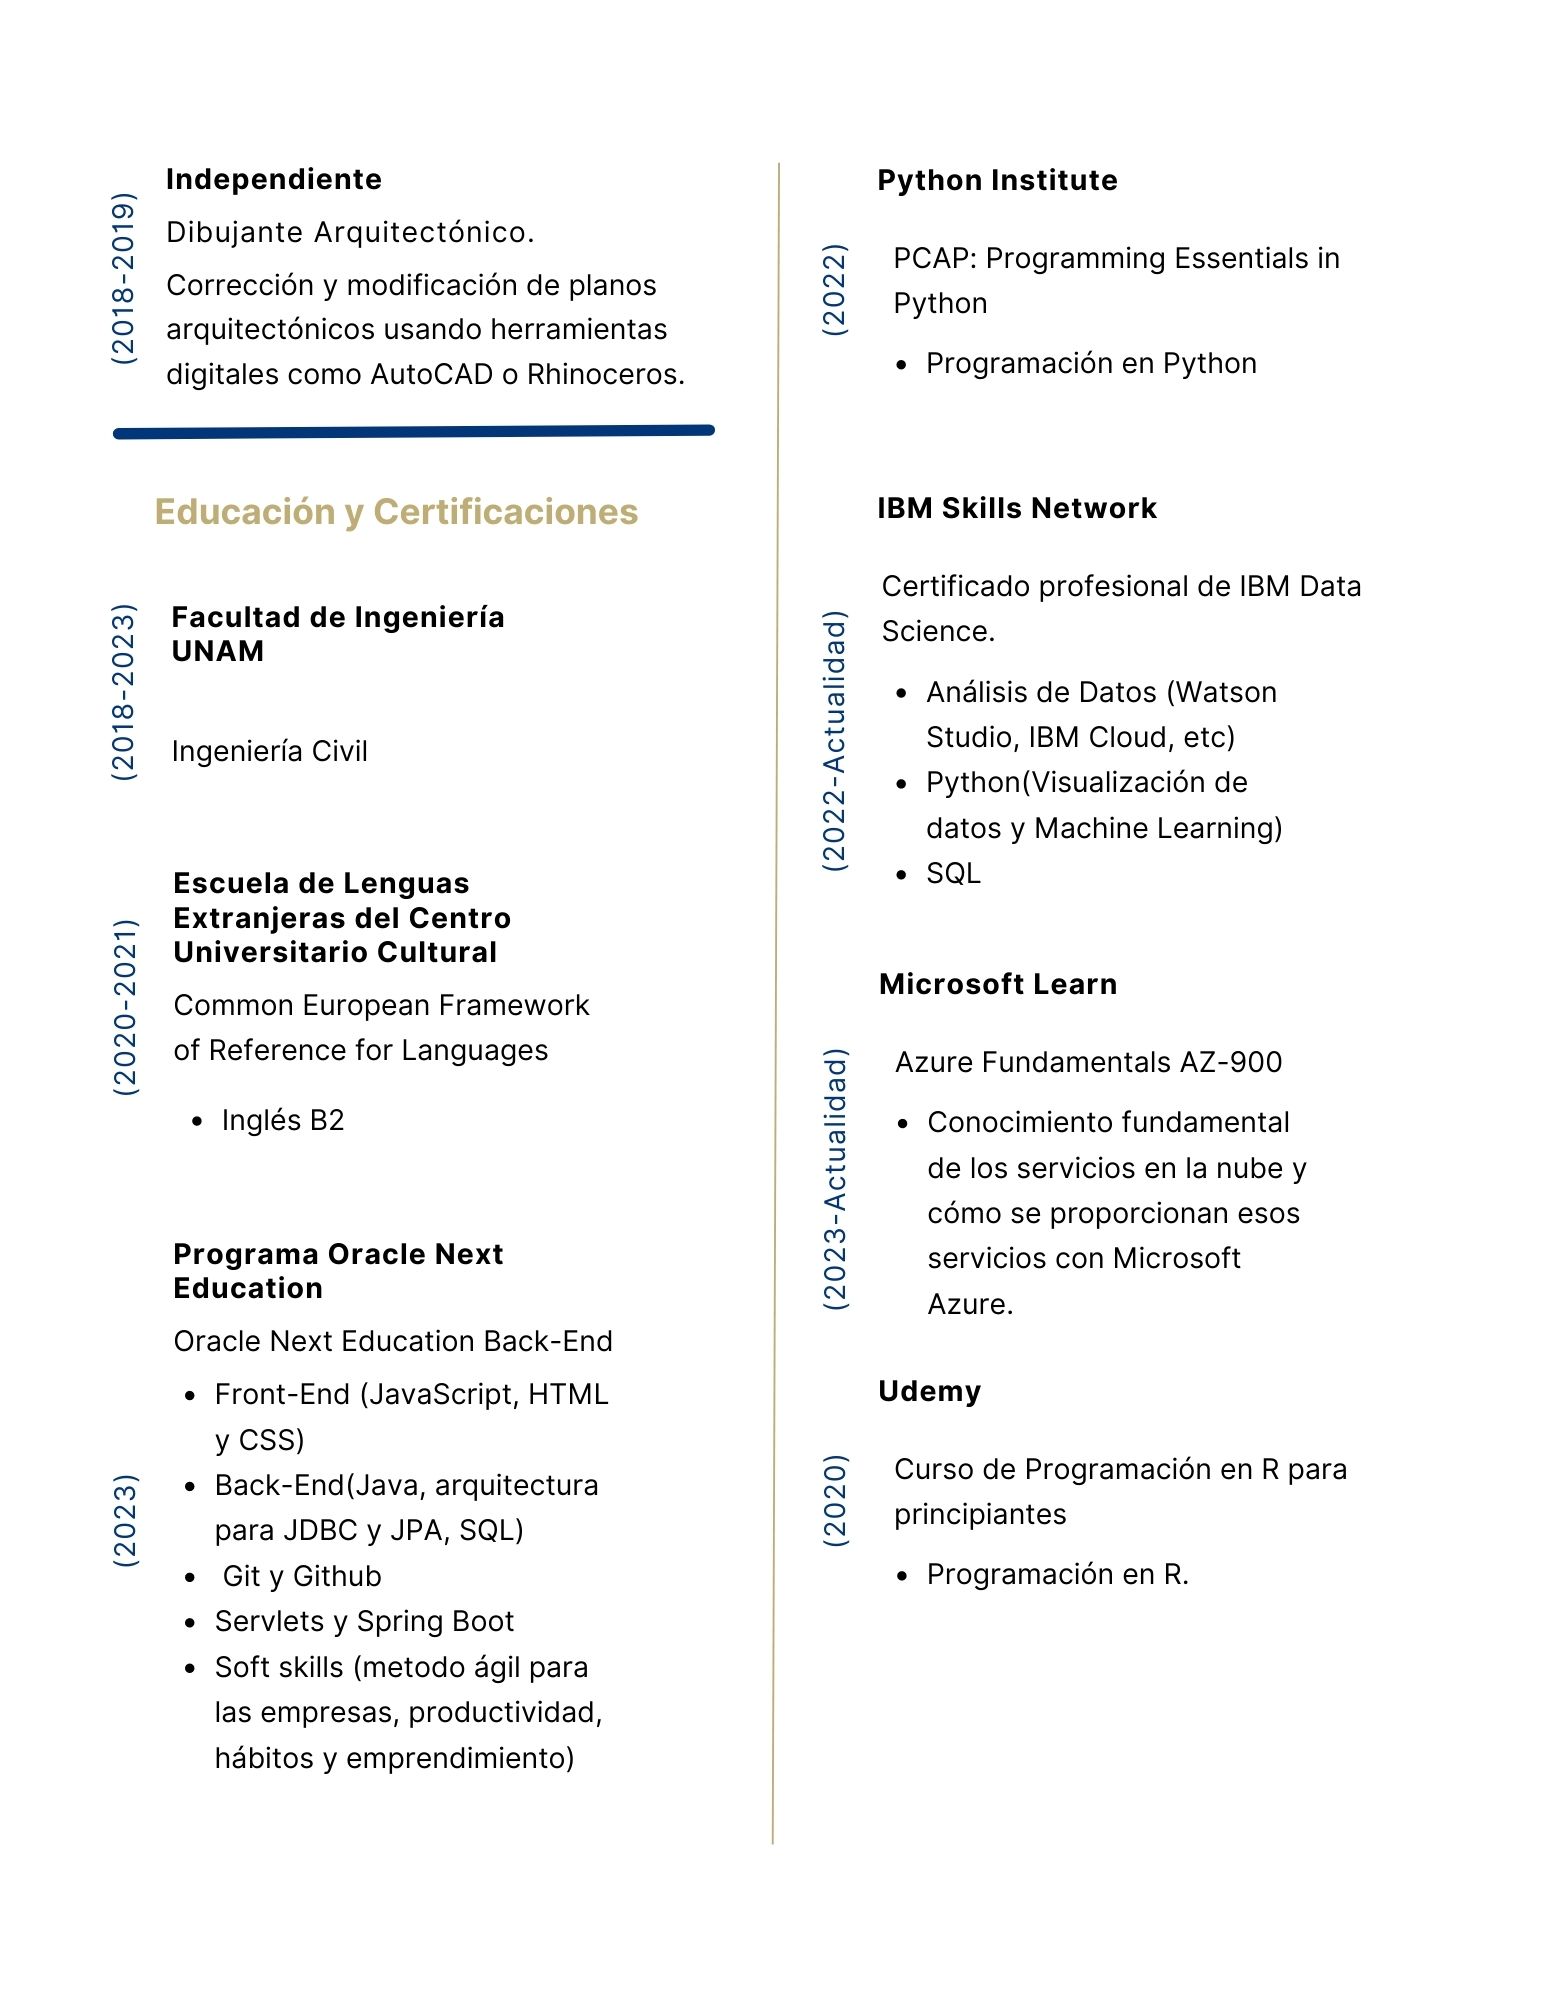 (2018-2019)
Independiente
Dibujante Arquitectónico.
Corrección y modificación de planos
arquitectónicos usando herramientas
digitales como AutoCAD o Rhinoceros.
Educación y Certificaciones
(2018-2023)
Facultad de Ingeniería
UNAM
Ingeniería Civil
(2020-2021)
Escuela de Lenguas
Extranjeras del Centro
Universitario Cultural
Common European Framework
of Reference for Languages
• Inglés B2
(2023)
Programa Oracle Next
Education
Oracle Next Education Back-End
• Front-End (JavaScript, HTML
y CSS)
• Back-End(Java, arquitectura
para JDBC y JPA, SQL)
• Git y Github
• Servlets y Spring Boot
• Soft skills (metodo ágil para
las empresas, productividad,
hábitos y emprendimiento)
Python Institute
(2022)
PCAP: Programming Essentials in
Python
• Programación en Python
IBM Skills Network
(2022-Actualidad)
Certificado profesional de IBM Data
Science.
• Análisis de Datos (Watson
Studio, IBM Cloud, etc)
• Python(Visualización de
datos y Machine Learning)
• SQL
Microsoft Learn
(2023-Actualidad)
Azure Fundamentals AZ-900
• Conocimiento fundamental
de los servicios en la nube y
cómo se proporcionan esos
servicios con Microsoft
Azure.
Udemy
(2020)
Curso de Programación en R para
principiantes
• Programación en R.